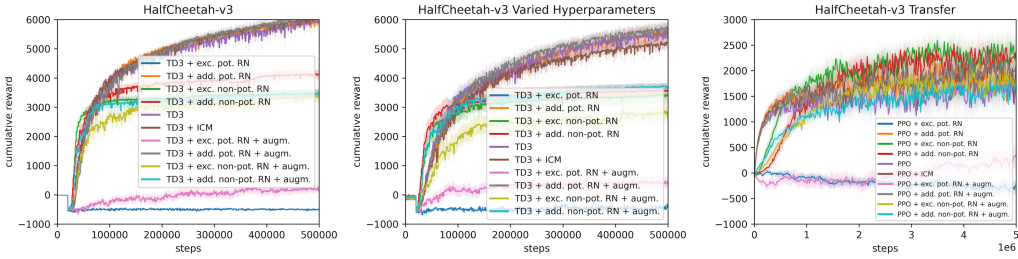 HalfCheetah-v3
6000
5000
4000
3000
2000
1000
0
−1000
cumulative reward
TD3 + exc. pot. RN
TD3 + add. pot. RN
TD3 + exc. non-pot. RN
TD3 + add. non-pot. RN
TD3
TD3 + ICM
TD3 + exc. pot. RN + augm.
TD3 + add. pot. RN + augm.
TD3 + exc. non-pot. RN + augm.
TD3 + add. non-pot. RN + augm.
0 100000 200000 300000 400000 500000
steps
HalfCheetah-v3 Varied Hyperparameters
6000
5000
4000
3000
2000
1000
0
−1000
cumulative reward
TD3 + exc. pot. RN
TD3 + add. pot. RN
TD3 + exc. non-pot. RN
TD3 + add. non-pot. RN
TD3
TD3 + ICM
TD3 + exc. pot. RN + augm.
TD3 + add. pot. RN + augm.
TD3 + exc. non-pot. RN + augm.
TD3 + add. non-pot. RN + augm.
0 100000 200000 300000 400000 500000
steps
HalfCheetah-v3 Transfer
3000
2500
2000
1500
1000
500
0
−500
−1000
cumulative reward
PPO + exc. pot. RN
PPO + add. pot. RN
PPO + exc. non-pot. RN
PPO + add. non-pot. RN
PPO
PPO + ICM
PPO + exc. pot. RN + augm.
PPO + add. pot. RN + augm.
PPO + exc. non-pot. RN + augm.
PPO + add. non-pot. RN + augm.
0 1 2 3 4 5
steps
1e6